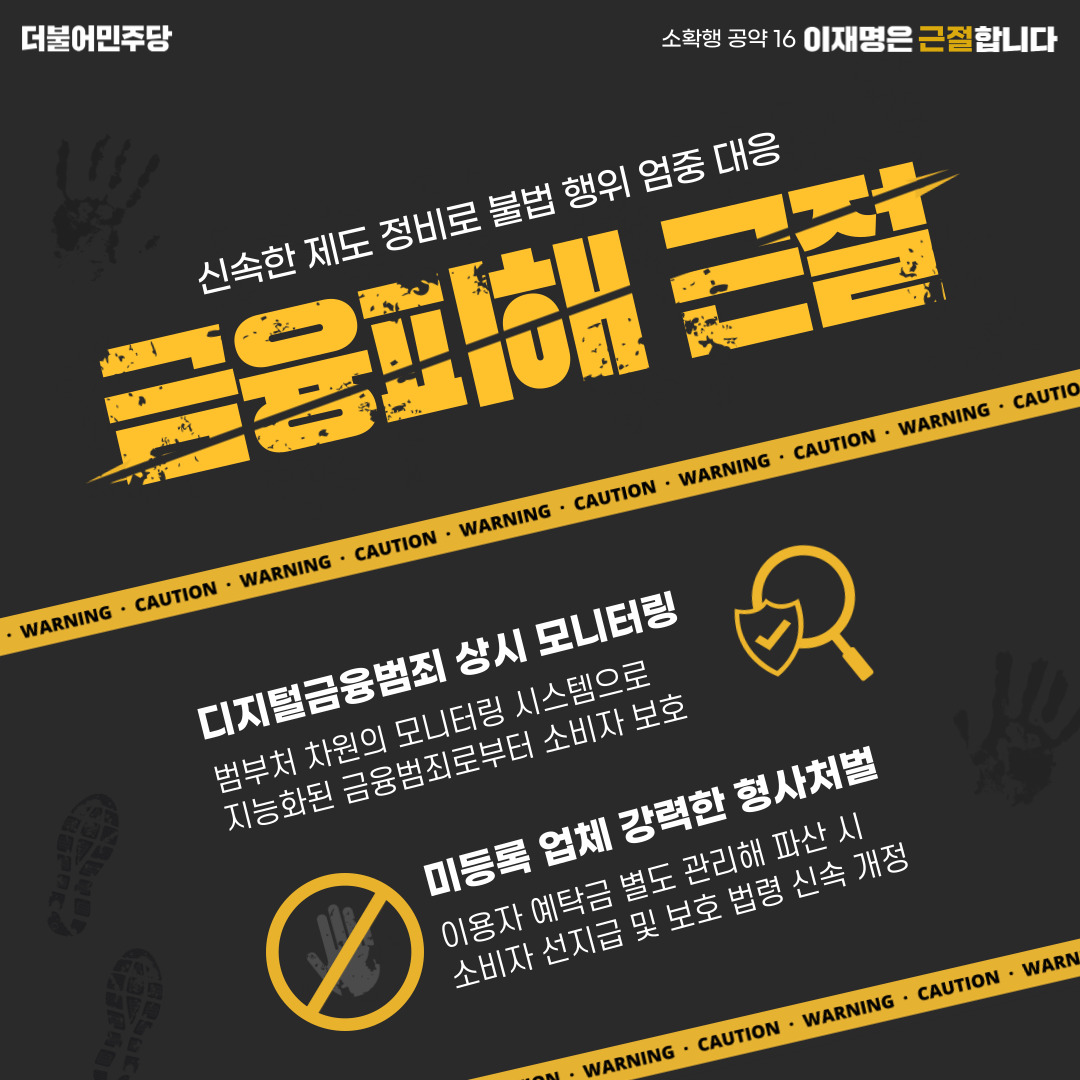 더불어민주당
소확행 공약 16 이재명은 근절합니다
신속한 제도 정비로 불법 행위 엄중 대응
금융피해 근절
· WARNING · CAUTION · WARNING · CAUTION · WARNING · CAUTION · WARNING · CAUTION · WARNING · CAUTIO
디지털금융범죄 상시 모니터링
범부처 차원의 모니터링 시스템으로
지능화된 금융범죄로부터 소비자 보호
미등록 업체 강력한 형사처벌
이용자 예탁금 별도 관리해 파산 시
소비자 선지급 및 보호 법령 신속 개정
ON · WARNING · CAUTION · WARNING · CAUTION · WARN